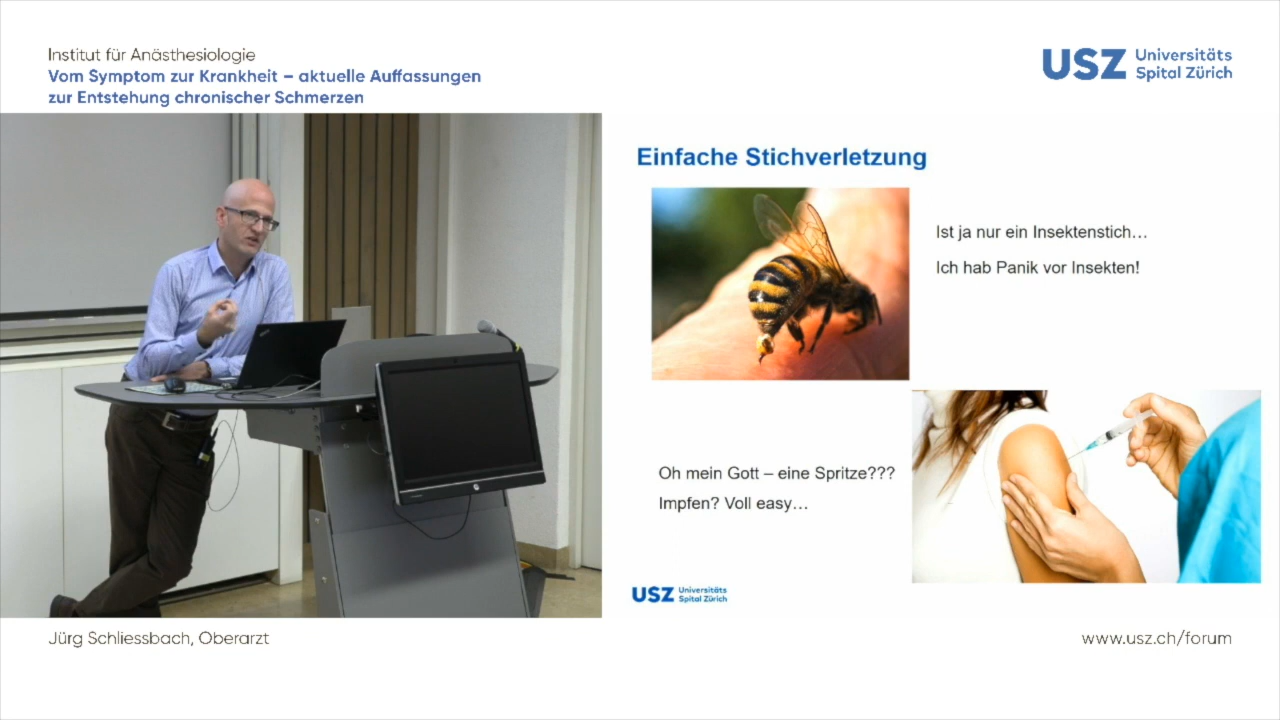 Institut für Anästhesiologie
Vom Symptom zur Krankheit – aktuelle Auffassungen
zur Entstehung chronischer Schmerzen
USZ Universitäts
Spital Zürich
Einfache Stichverletzung
Ist ja nur ein Insektenstich...
Ich hab Panik vor Insekten!
Oh mein Gott – eine Spritze???
Impfen? Voll easy...
USZ Universitäts
Spital Zürich
Jürg Schliessbach, Oberarzt
www.usz.ch/forum